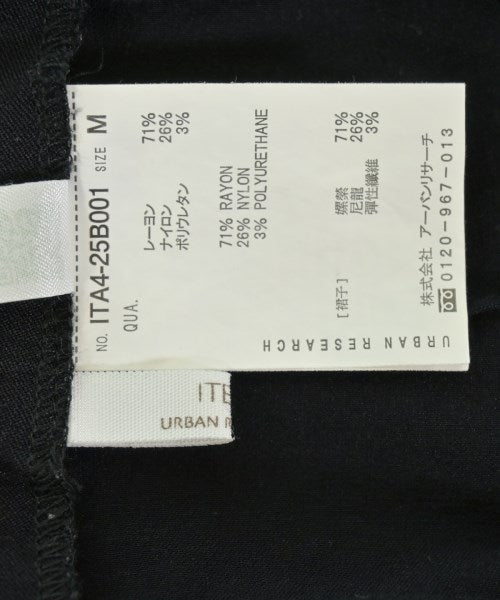 NO. ITA4-25B001 SIZE M
QUA.
レーヨン 71%
ナイロン 26%
ポリウレタン 3%
71% RAYON
26% NYLON
3% POLYURETHANE
[裙子]
嫘縈 71%
尼龍 26%
彈性纖維 3%
株式会社 アーバンリサーチ
0120-967-013
URBAN RESEARCH
ITE
URBAN R